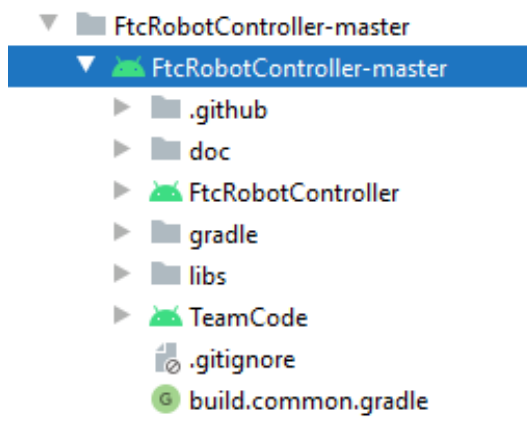 FtcRobotController-master
FtcRobotController-master
.github
doc
FtcRobotController
gradle
libs
TeamCode
.gitignore
G build.common.gradle